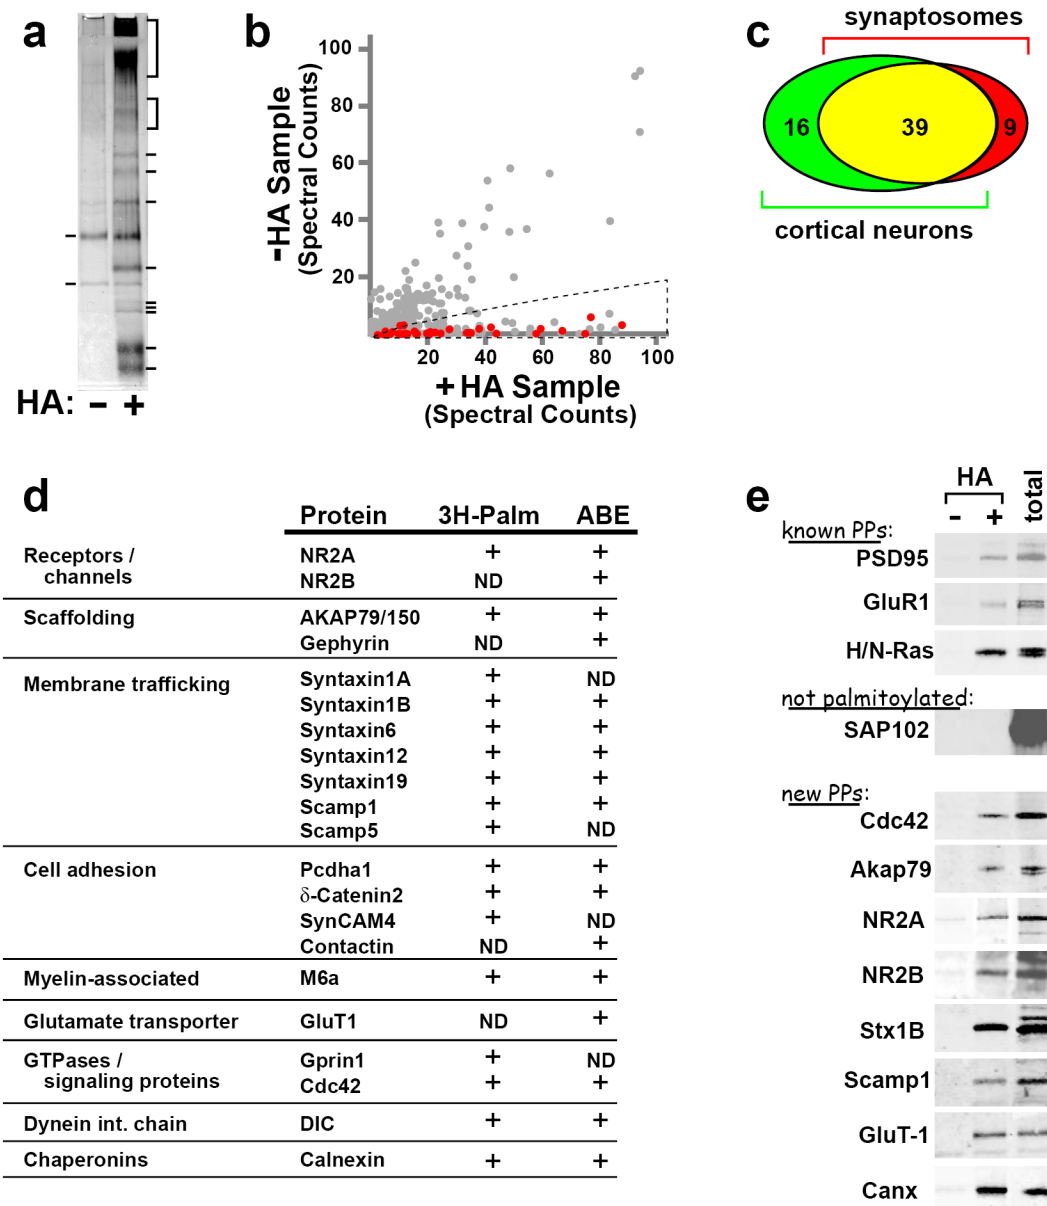 a
HA: – +
b
-HA Sample
(Spectral Counts)
100
80
60
40
20
20 40 60 80 100
+ HA Sample
(Spectral Counts)
c
synaptosomes
16 39 9
cortical neurons
d
Protein 3H-Palm ABE
Receptors /
channels
NR2A + +
NR2B ND +
Scaffolding
AKAP79/150 + +
Gephyrin ND +
Membrane trafficking
Syntaxin1A + ND
Syntaxin1B + +
Syntaxin6 + +
Syntaxin12 + +
Syntaxin19 + +
Scamp1 + +
Scamp5 + ND
Cell adhesion
Pcdha1 + +
δ-Catenin2 + +
SynCAM4 + ND
Contactin ND +
Myelin-associated M6a + +
Glutamate transporter GluT1 ND +
GTPases /
signaling proteins
Gprin1 + ND
Cdc42 + +
Dynein int. chain DIC + +
Chaperonins Calnexin + +
e
HA
- + total
known PPs:
PSD95
GluR1
H/N-Ras
not palmitoylated:
SAP102
new PPs:
Cdc42
Akap79
NR2A
NR2B
Stx1B
Scamp1
GluT-1
Canx